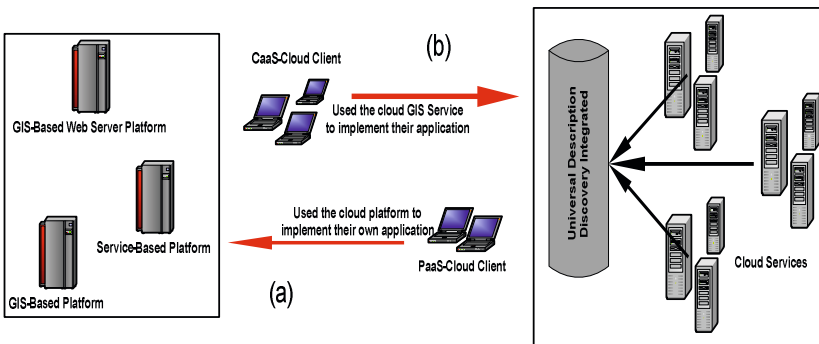 GIS-Based Web Server Platform
Service-Based Platform
GIS-Based Platform
(a)
CaaS-Cloud Client
(b)
Used the cloud GIS Service
to implement their application
Used the cloud platform to
implement their own application
PaaS-Cloud Client
Universal Description
Discovery Integrated
Cloud Services